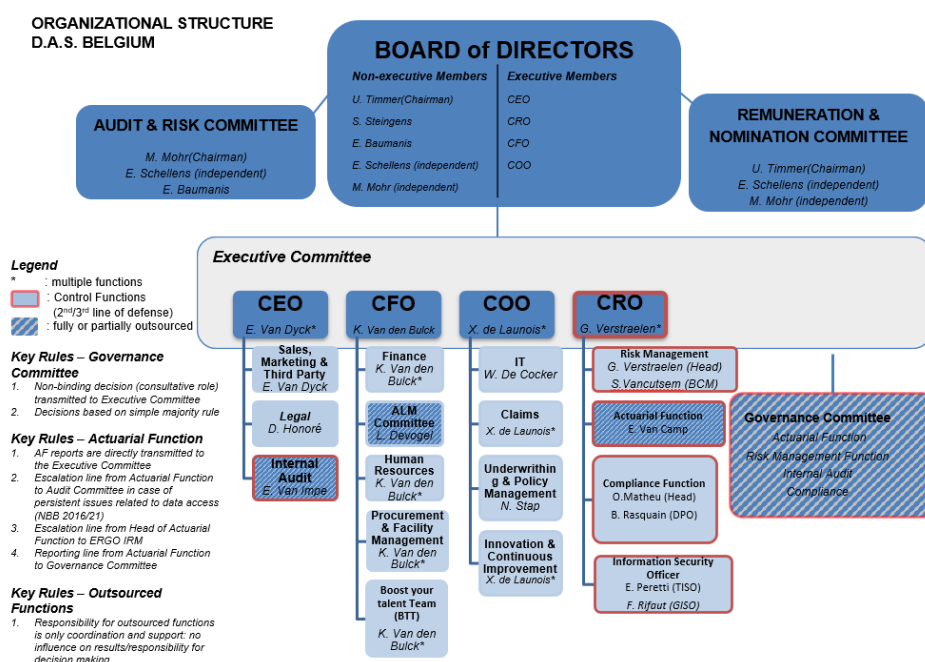 ORGANIZATIONAL STRUCTURE
D.A.S. BELGIUM
BOARD of DIRECTORS
Non-executive Members
U. Timmer(Chairman)
S. Steingens
E. Baumanis
E. Schellens (independent)
M. Mohr (independent)
Executive Members
CEO
CRO
CFO
COO
AUDIT & RISK COMMITTEE
M. Mohr(Chairman)
E. Schellens (independent)
E. Baumanis
REMUNERATION &
NOMINATION COMMITTEE
U. Timmer(Chairman)
E. Schellens (independent)
M. Mohr (independent)
Executive Committee
CEO
E. Van Dyck*
CFO
K. Van den Bulck
COO
X. de Launois*
CRO
G. Verstraelen*
Sales,
Marketing &
Third Party
E. Van Dyck
Legal
D. Honoré
Internal
Audit
E. Van Impe
Finance
K. Van den
Bulck*
ALM
Committee
L. Devogel
Human
Resources
K. Van den
Bulck*
Procurement
& Facility
Management
K. Van den
Bulck*
Boost your
talent Team
(BTT)
K. Van den
Bulck*
IT
W. De Cocker
Claims
X. de Launois*
Underwrithin
g & Policy
Management
N. Stap
Innovation &
Continuous
Improvement
X. de Launois*
Risk Management
G. Verstraelen (Head)
S.Vancutsem (BCM)
Actuarial Function
E. Van Camp
Compliance Function
O.Matheu (Head)
B. Rasquain (DPO)
Information Security
Officer
E. Peretti (TISO)
F. Rifaut (GISO)
Governance Committee
Actuarial Function
Risk Management Function
Internal Audit
Compliance
Legend
* : multiple functions
: Control Functions
(2nd/3rd line of defense)
: fully or partially outsourced
Key Rules – Governance
Committee
1. Non-binding decision (consultative role)
transmitted to Executive Committee
2. Decisions based on simple majority rule
Key Rules – Actuarial Function
1. AF reports are directly transmitted to
the Executive Committee
2. Escalation line from Actuarial Function
to Audit Committee in case of
persistent issues related to data access
(NBB 2016/21)
3. Escalation line from Head of Actuarial
Function to ERGO IRM
4. Reporting line from Actuarial Function
to Governance Committee
Key Rules – Outsourced
Functions
1. Responsibility for outsourced functions
is only coordination and support: no
influence on results/responsibility for
decision making